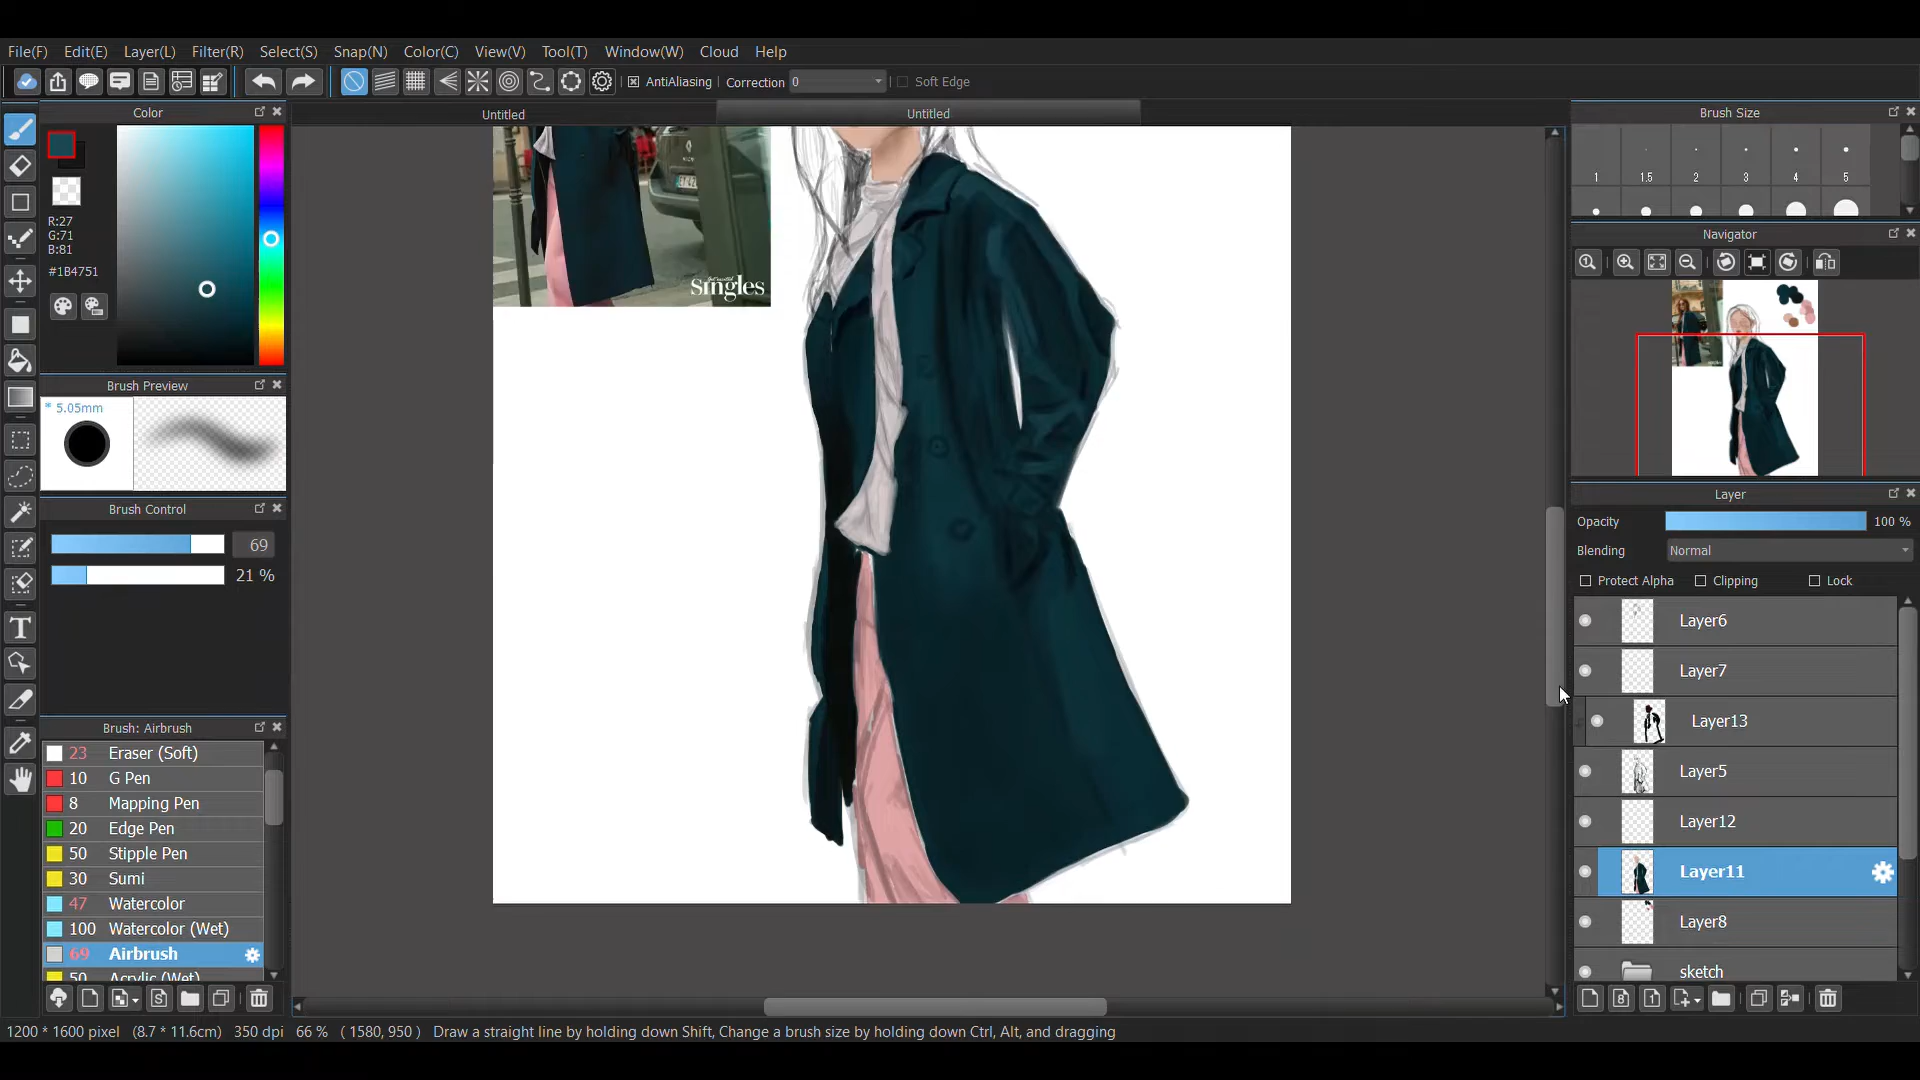 File(F) Edit(E) Layer(L) Filter(R) Select(S) Snap(N) Color(C) View(V) Tool(T) Window(W) Cloud Help
AntiAliasing Correction 0 Soft Edge
Color
Untitled
Untitled
Brush Size
1 1.5 2 3 4 5
R:27
G:71
B:81
#1B4751
Navigator
Singles
Brush Preview
* 5.05mm
Brush Control
69
21 %
Layer
Opacity 100 %
Blending Normal
Protect Alpha Clipping Lock
Layer6
Layer7
Layer13
Layer5
Layer12
Layer11
Layer8
sketch
Brush: Airbrush
23 Eraser (Soft)
10 G Pen
8 Mapping Pen
20 Edge Pen
50 Stipple Pen
30 Sumi
47 Watercolor
100 Watercolor (Wet)
69 Airbrush
50 Acrylic (Wet)
1200 * 1600 pixel (8.7 * 11.6cm) 350 dpi 66 % ( 1580, 950 ) Draw a straight line by holding down Shift, Change a brush size by holding down Ctrl, Alt, and dragging